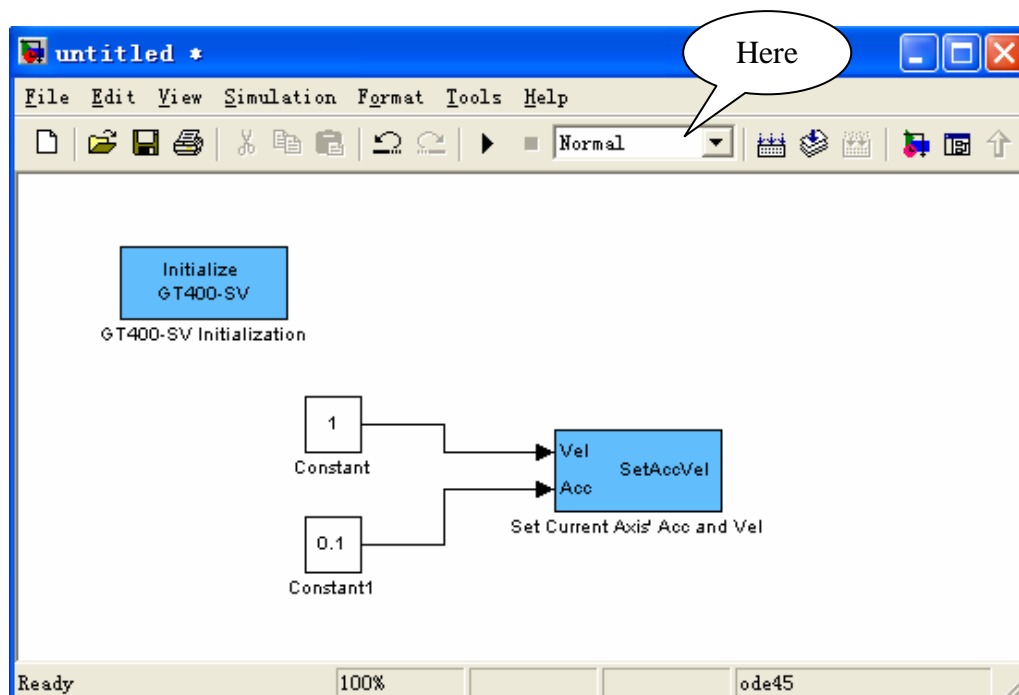 untitled *
Here
File Edit View Simulation Format Tools Help
Normal
Initialize
GT400-SV
GT400-SV Initialization
1
Constant
Vel
SetAccVel
Acc
Set Current Axis' Acc and Vel
0.1
Constant1
Ready 100% ode45